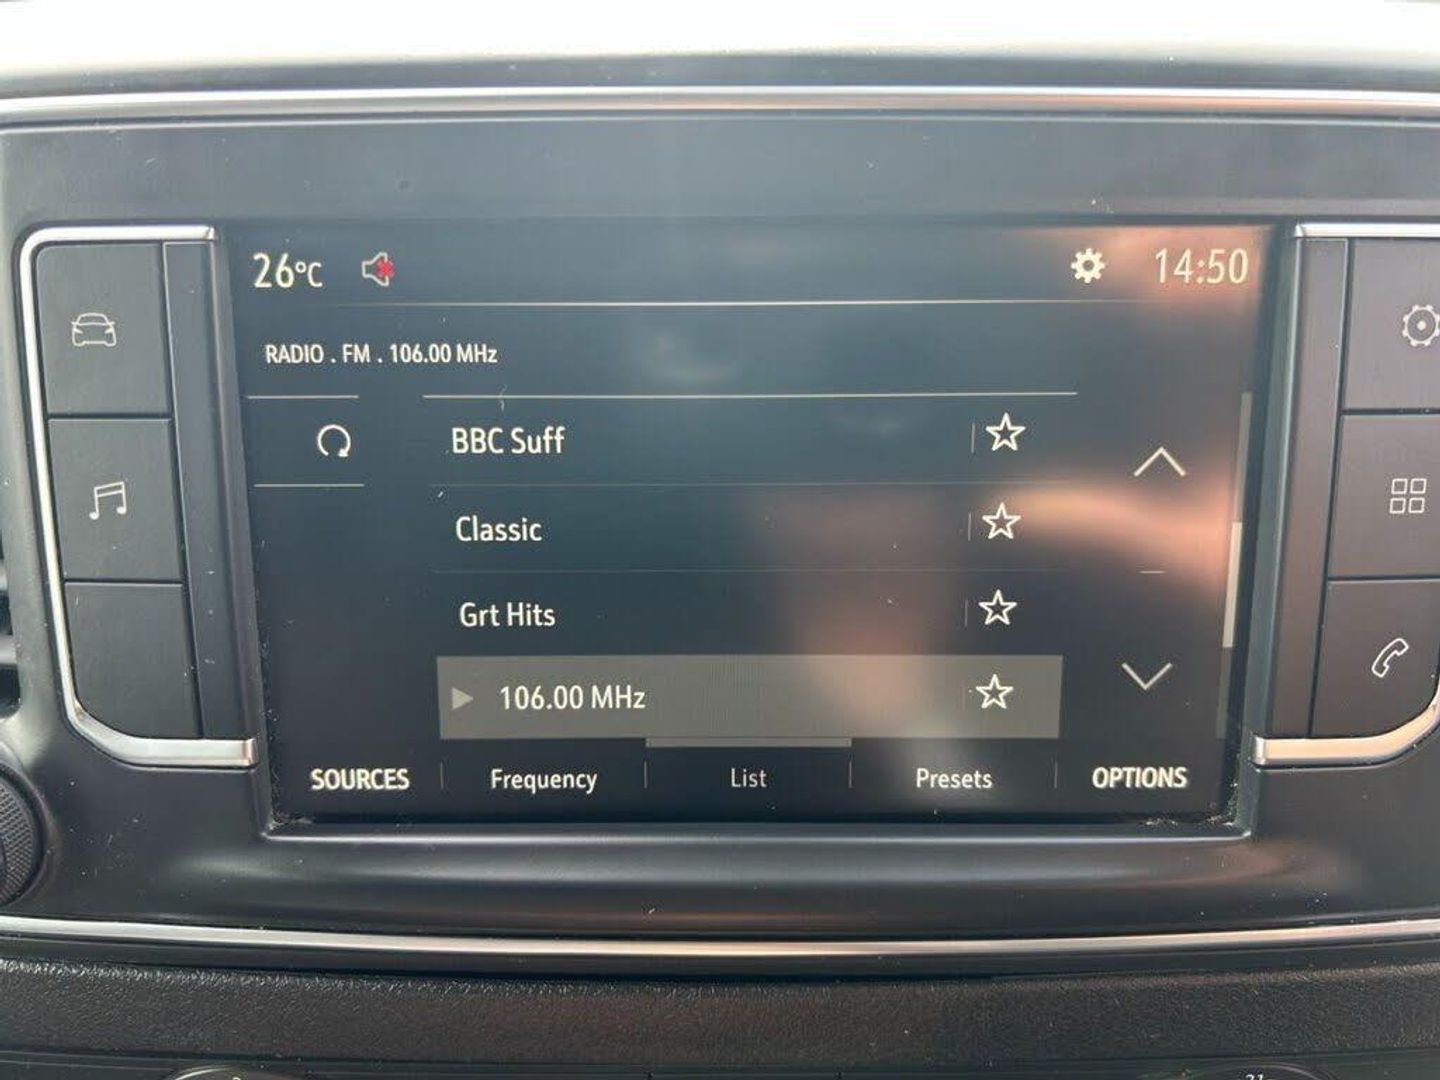 26°C 14:50
RADIO . FM . 106.00 MHz
BBC Suff
Classic
Grt Hits
106.00 MHz
SOURCES Frequency List Presets OPTIONS